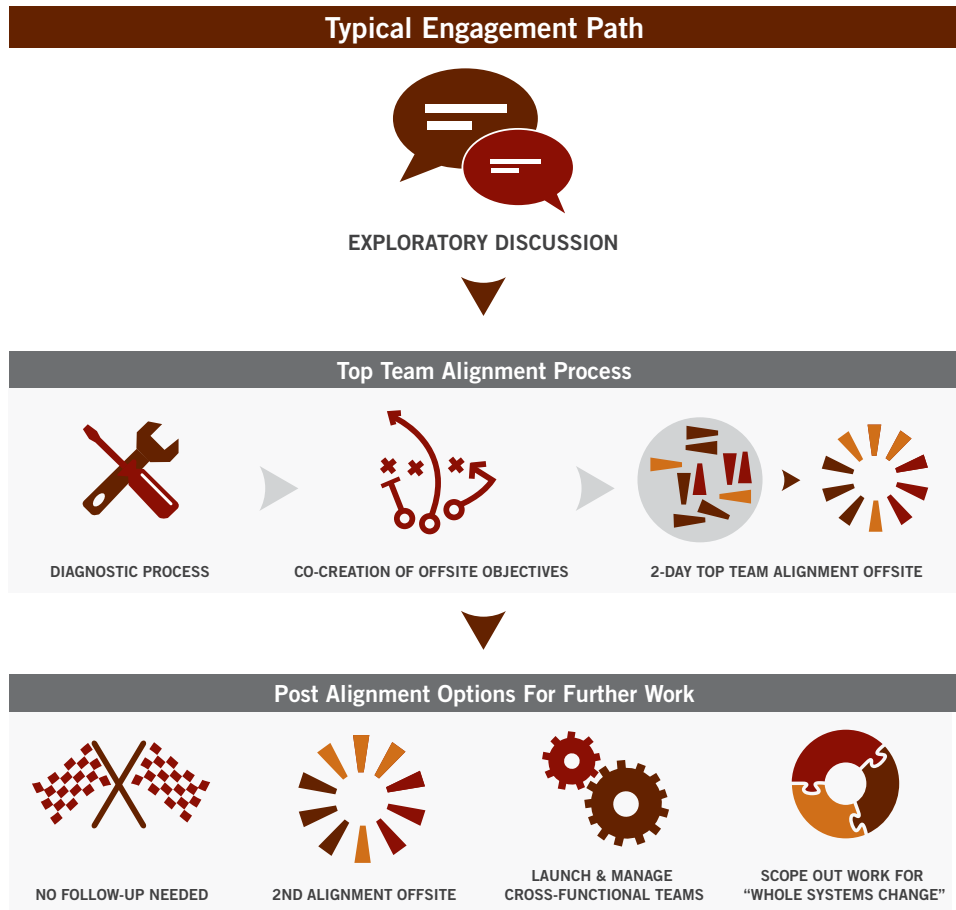 Typical Engagement Path
EXPLORATORY DISCUSSION
Top Team Alignment Process
DIAGNOSTIC PROCESS
CO-CREATION OF OFFSITE OBJECTIVES
2-DAY TOP TEAM ALIGNMENT OFFSITE
Post Alignment Options For Further Work
NO FOLLOW-UP NEEDED
2ND ALIGNMENT OFFSITE
LAUNCH & MANAGE
CROSS-FUNCTIONAL TEAMS
SCOPE OUT WORK FOR
“WHOLE SYSTEMS CHANGE”